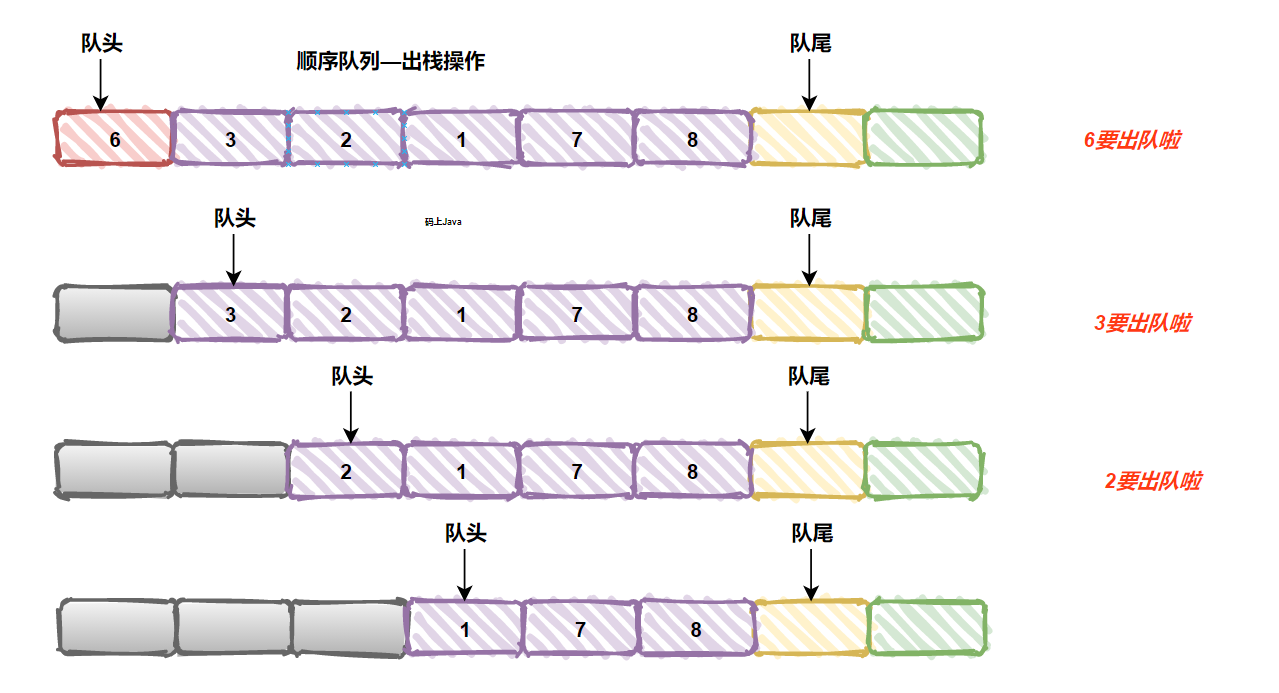 队头
队尾
顺序队列—出栈操作
6 3 2 1 7 8
6要出队啦
队头
队尾
码上Java
3 2 1 7 8
3要出队啦
队头
队尾
2 1 7 8
2要出队啦
队头
队尾
1 7 8